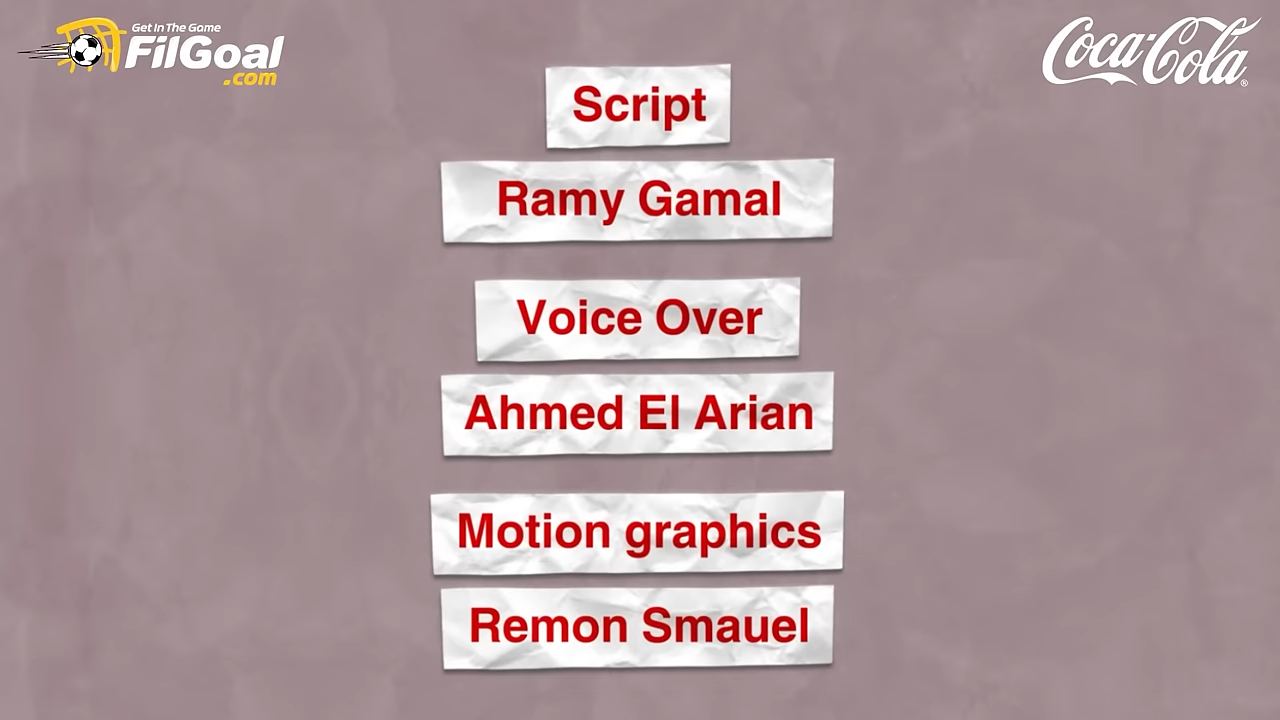 Get In The Game
FilGoal
.com
Coca-Cola
Script
Ramy Gamal
Voice Over
Ahmed El Arian
Motion graphics
Remon Smauel